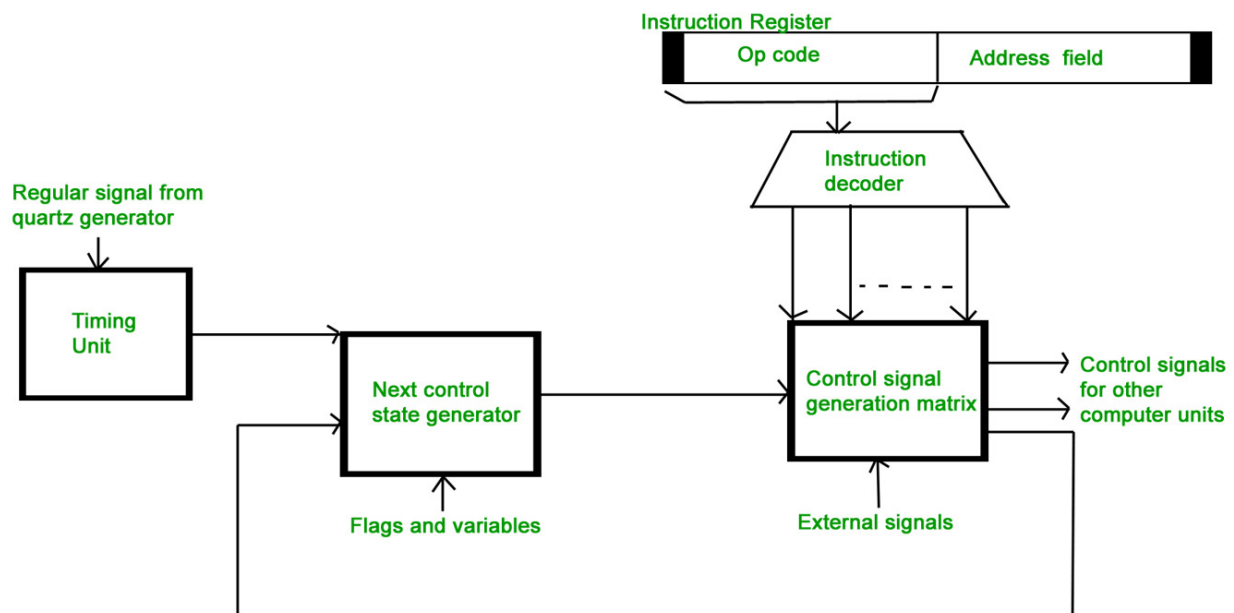 Instruction Register
Op code
Address field
Instruction
decoder
Regular signal from
quartz generator
Timing
Unit
Next control
state generator
Control signal
generation matrix
Control signals
for other
computer units
Flags and variables
External signals